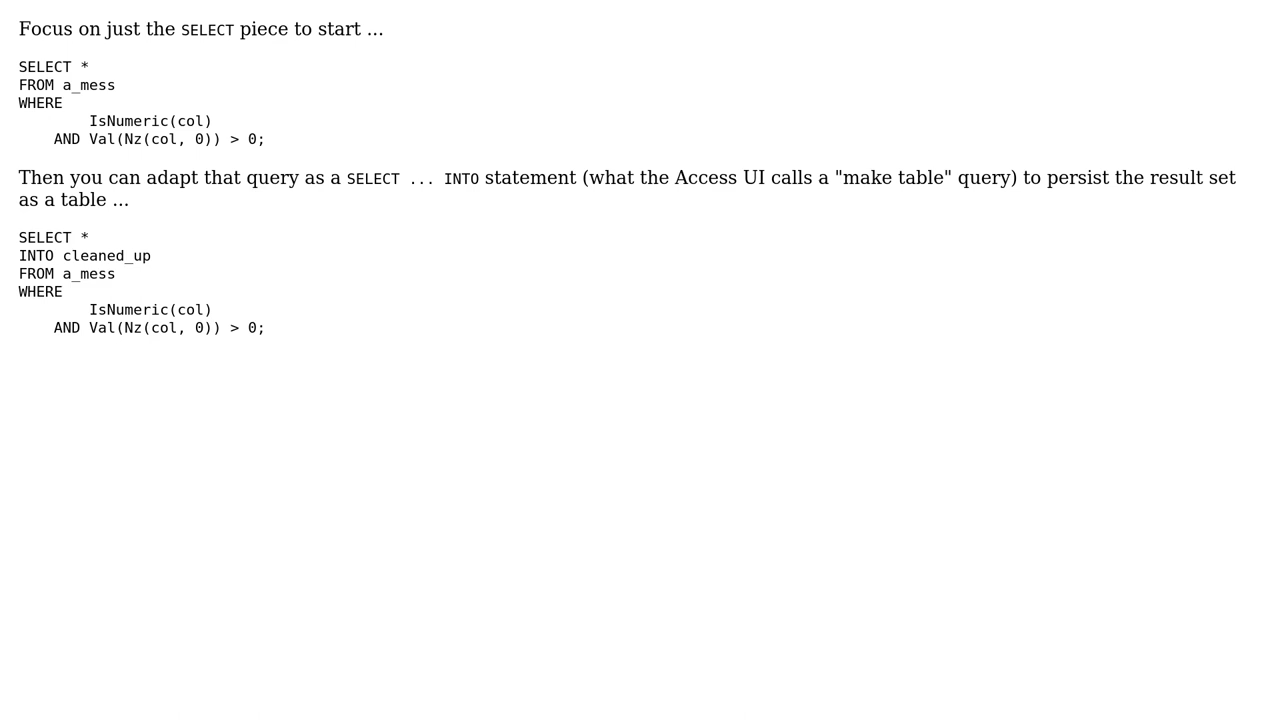 Focus on just the SELECT piece to start ...
SELECT *
FROM a_mess
WHERE
        IsNumeric(col)
    AND Val(Nz(col, 0)) > 0;
Then you can adapt that query as a SELECT ... INTO statement (what the Access UI calls a "make table" query) to persist the result set
as a table ...
SELECT *
INTO cleaned_up
FROM a_mess
WHERE
        IsNumeric(col)
    AND Val(Nz(col, 0)) > 0;